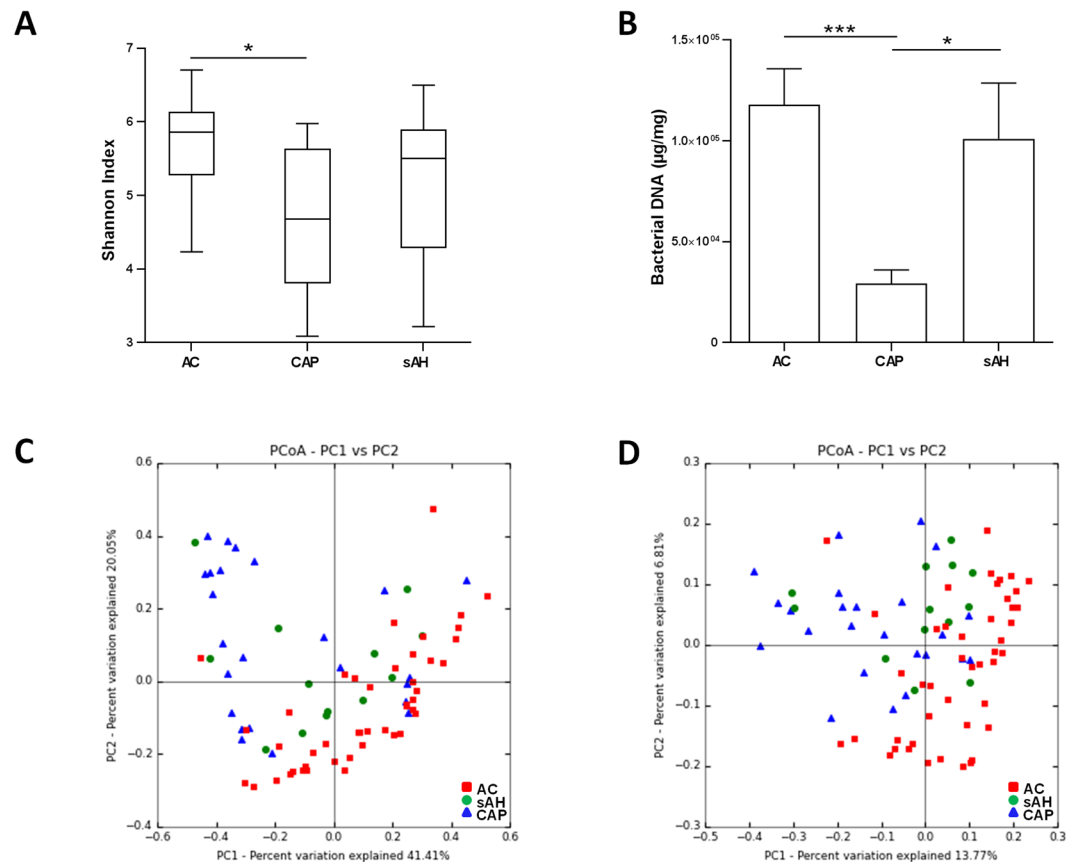 A
B
*
7
6
5
4
3
Shannon Index
AC
CAP
sAH
***
*
1.5×10⁰⁵
1.0×10⁰⁵
5.0×10⁰⁴
0
Bacterial DNA (µg/mg)
AC
CAP
sAH
C
D
PCoA - PC1 vs PC2
0.6
0.4
0.2
0.0
−0.2
−0.4
PC2 - Percent variation explained 20.05%
AC
sAH
CAP
−0.6
−0.4
−0.2
0.0
0.2
0.4
0.6
PC1 - Percent variation explained 41.41%
PCoA - PC1 vs PC2
0.3
0.2
0.1
0.0
−0.1
−0.2
−0.3
PC2 - Percent variation explained 6.81%
AC
sAH
CAP
−0.5
−0.4
−0.3
−0.2
−0.1
0.0
0.1
0.2
0.3
PC1 - Percent variation explained 13.77%